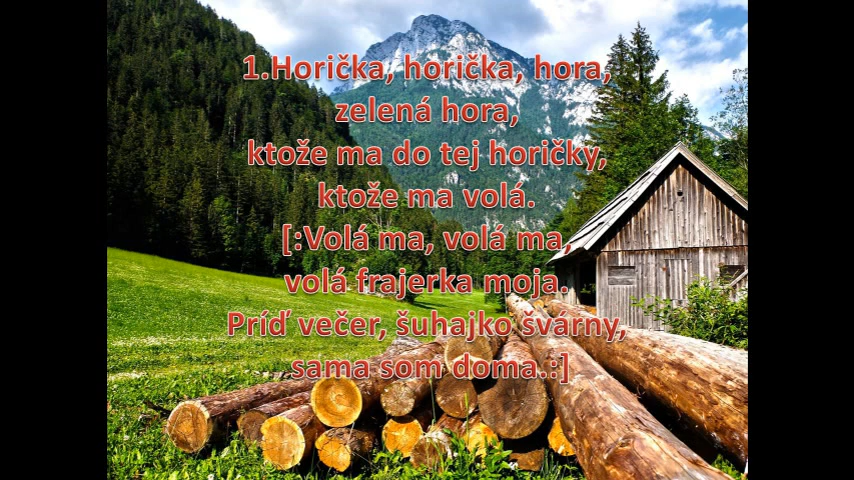 1.Horička, horička, hora,
zelená hora,
ktože ma do tej horičky,
ktože ma volá.
[:Volá ma, volá ma,
volá frajerka moja.
Príď večer, šuhajko švárny,
sama som doma.:]